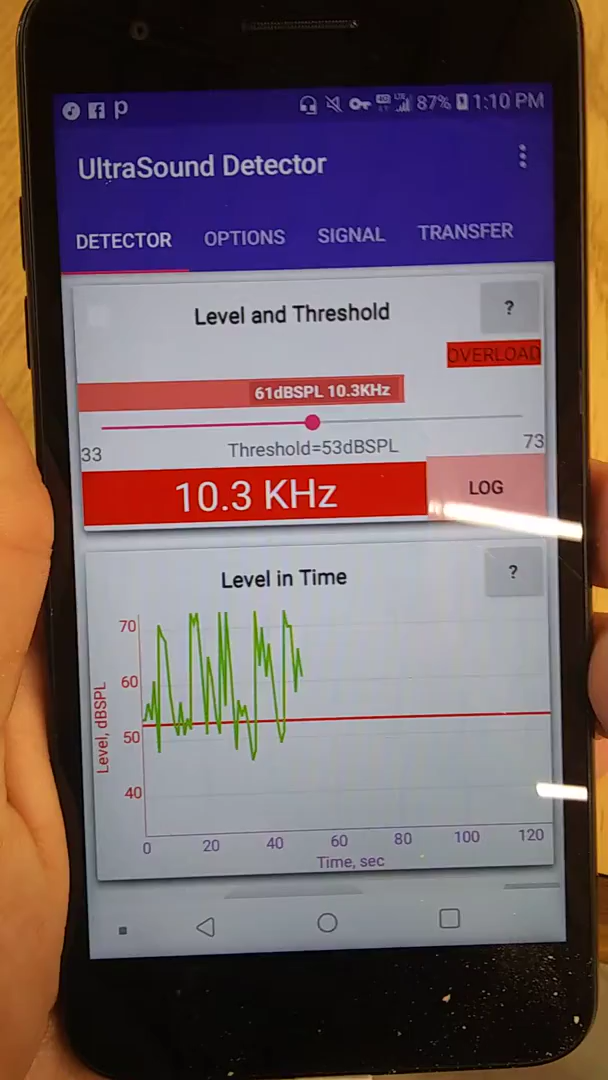 p 87% 1:10 PM
UltraSound Detector
DETECTOR OPTIONS SIGNAL TRANSFER
Level and Threshold ?
OVERLOAD
61dBSPL 10.3KHz
33 Threshold=53dBSPL 73
10.3 KHz LOG
Level in Time ?
70
60
50
40
Level, dBSPL
0 20 40 60 80 100 120
Time, sec